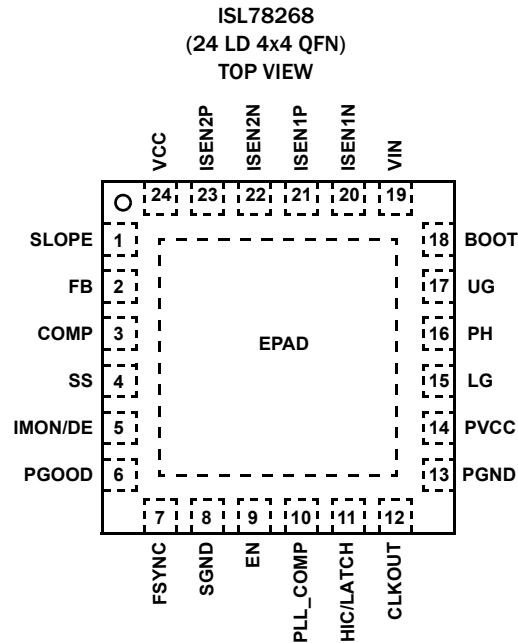 ISL78268
(24 LD 4x4 QFN)
TOP VIEW
VCC
ISEN2P
ISEN2N
ISEN1P
ISEN1N
VIN
24 23 22 21 20 19
SLOPE 1
FB 2
COMP 3
SS 4
IMON/DE 5
PGOOD 6
EPAD
18 BOOT
17 UG
16 PH
15 LG
14 PVCC
13 PGND
7 8 9 10 11 12
FSYNC
SGND
EN
PLL_COMP
HIC/LATCH
CLKOUT